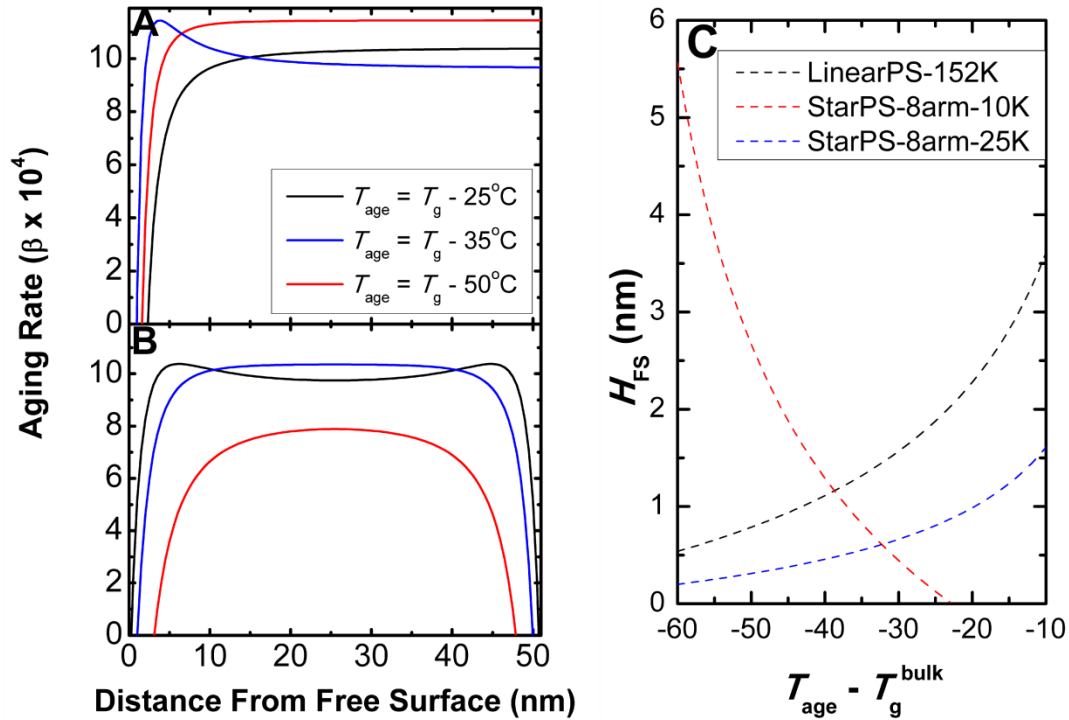 A
10
8
6
4
2
0
T_age = T_g - 25°C
T_age = T_g - 35°C
T_age = T_g - 50°C
B
10
8
6
4
2
0
0 10 20 30 40 50
Aging Rate (β x 10⁴)
Distance From Free Surface (nm)
C
LinearPS-152K
StarPS-8arm-10K
StarPS-8arm-25K
6
5
4
3
2
1
0
-60 -50 -40 -30 -20 -10
H_FS (nm)
T_age - T_g^bulk